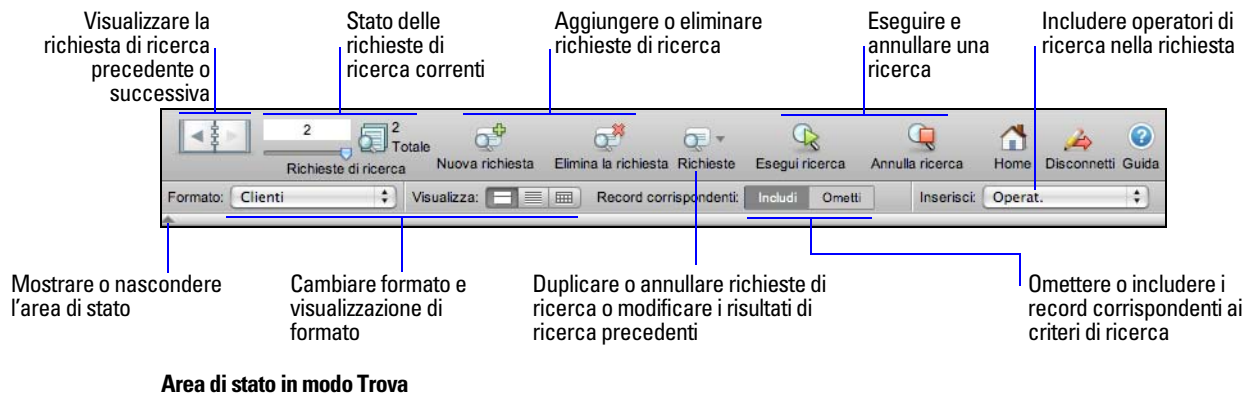 Visualizzare la
richiesta di ricerca
precedente o
successiva
Stato delle
richieste di
ricerca correnti
Aggiungere o eliminare
richieste di ricerca
Eseguire e
annullare una
ricerca
Includere operatori di
ricerca nella richiesta
2
2
Totale
Richieste di ricerca
Nuova richiesta
Elimina la richiesta
Richieste
Esegui ricerca
Annulla ricerca
Home
Disconnetti
Guida
Formato: Clienti
Visualizza:
Record corrispondenti: Includi Ometti
Inserisci: Operat.
Mostrare o nascondere
l'area di stato
Cambiare formato e
visualizzazione di
formato
Duplicare o annullare richieste di
ricerca o modificare i risultati di
ricerca precedenti
Omettere o includere i
record corrispondenti ai
criteri di ricerca
Area di stato in modo Trova